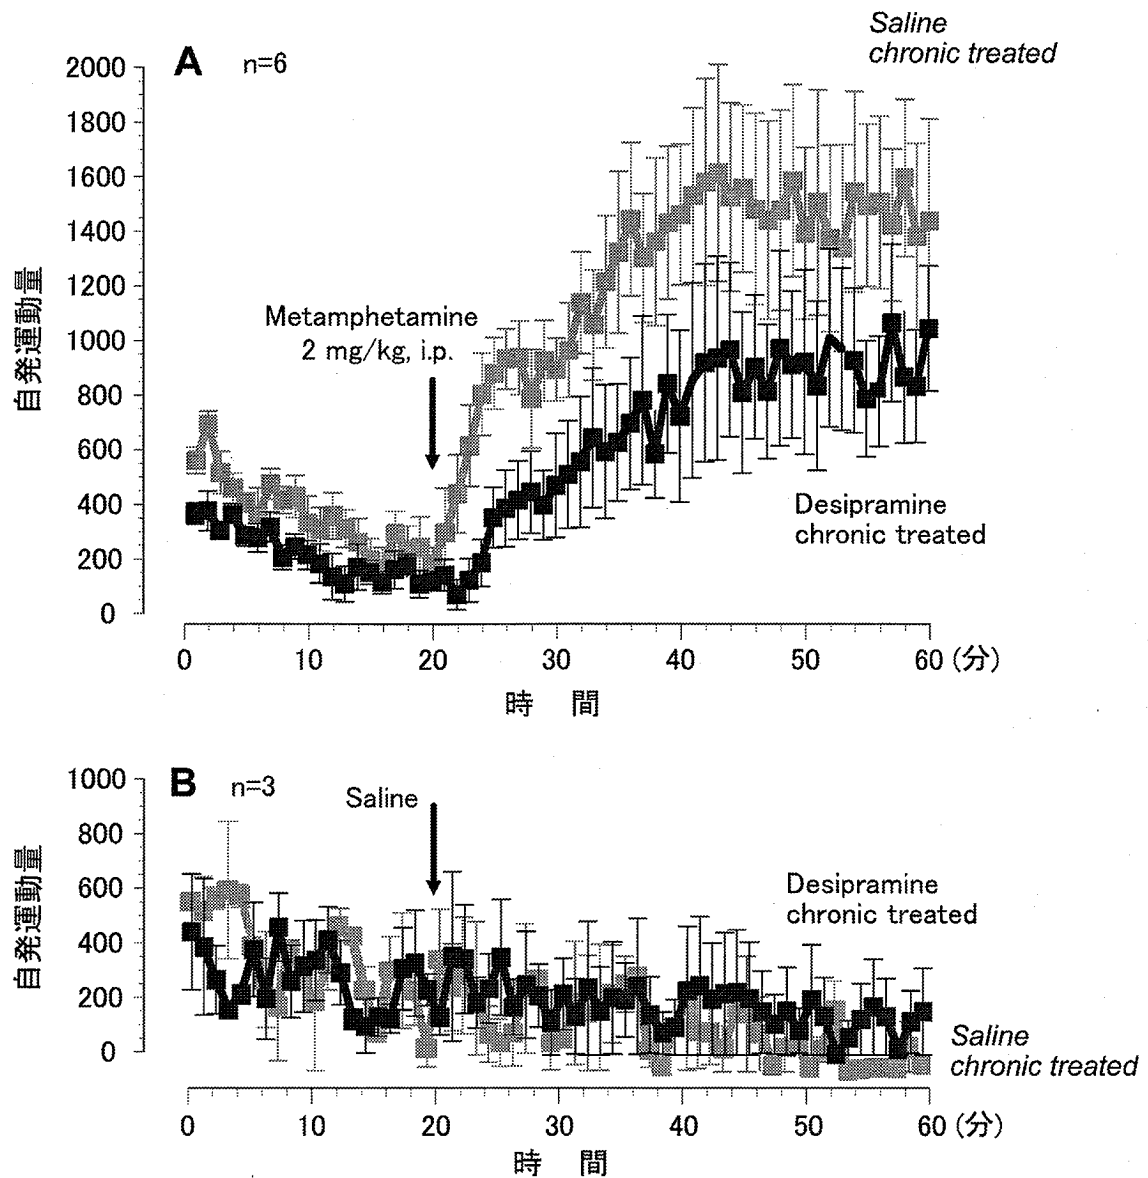 Saline
chronic treated
A n=6
2000
1800
1600
1400
1200
1000
800
600
400
200
0
自発運動量
Metamphetamine
2 mg/kg, i.p.
Desipramine
chronic treated
0 10 20 30 40 50 60 (分)
時 間
B n=3
1000
800
600
400
200
0
自発運動量
Saline
Desipramine
chronic treated
Saline
chronic treated
0 10 20 30 40 50 60 (分)
時 間